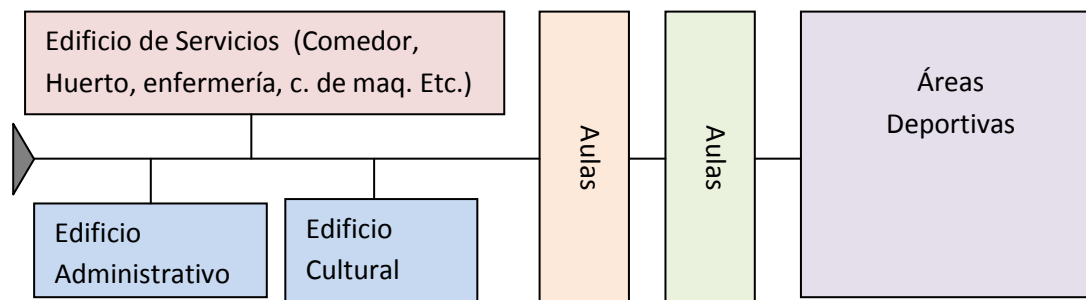 Edificio de Servicios  (Comedor,
Huerto, enfermería, c. de maq. Etc.)
Edificio
Administrativo
Edificio
Cultural
Aulas
Aulas
Áreas
Deportivas